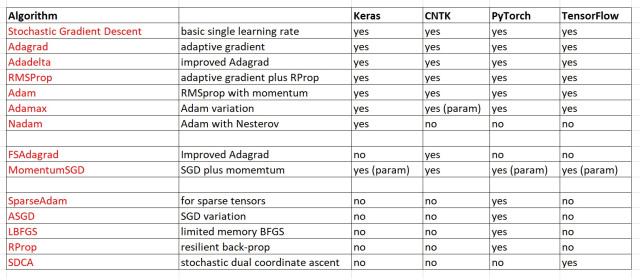 Algorithm Keras CNTK PyTorch TensorFlow
Stochastic Gradient Descent basic single learning rate yes yes yes yes
Adagrad adaptive gradient yes yes yes yes
Adadelta improved Adagrad yes yes yes yes
RMSProp adaptive gradient plus RProp yes yes yes yes
Adam RMSprop with momentum yes yes yes yes
Adamax Adam variation yes yes (param) yes yes
Nadam Adam with Nesterov yes no no no
FSAdagrad Improved Adagrad no yes no no
MomentumSGD SGD plus momemtum yes (param) yes yes (param) yes (param)
SparseAdam for sparse tensors no no yes no
ASGD SGD variation no no yes no
LBFGS limited memory BFGS no no yes no
RProp resilient back-prop no no yes no
SDCA stochastic dual coordinate ascent no no no yes